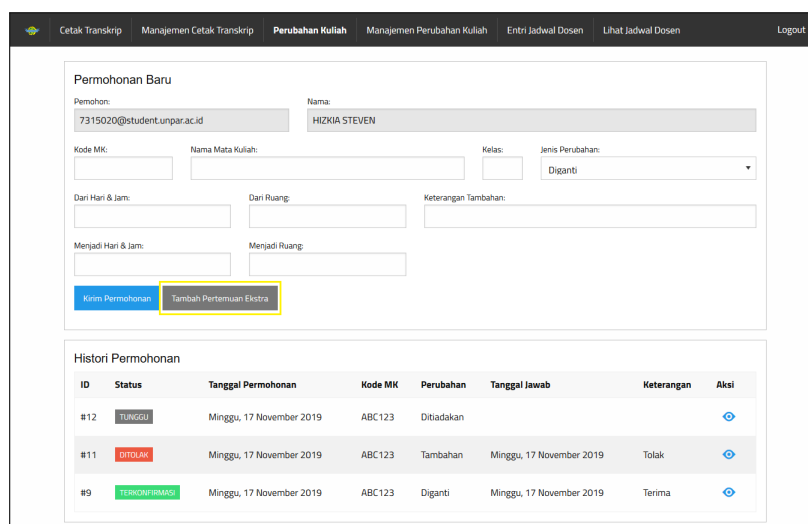 Cetak Transkrip Manajemen Cetak Transkrip Perubahan Kuliah Manajemen Perubahan Kuliah Entri Jadwal Dosen Lihat Jadwal Dosen Logout
Permohonan Baru
Pemohon: Nama:
7315020@student.unpar.ac.id HIZKIA STEVEN
Kode MK: Nama Mata Kuliah: Kelas: Jenis Perubahan:
Diganti
Dari Hari & Jam: Dari Ruang: Keterangan Tambahan:
Menjadi Hari & Jam: Menjadi Ruang:
Kirim Permohonan Tambah Pertemuan Ekstra
Histori Permohonan
ID Status Tanggal Permohonan Kode MK Perubahan Tanggal Jawab Keterangan Aksi
#12 TUNGGU Minggu, 17 November 2019 ABC123 Ditiadakan
#11 DITOLAK Minggu, 17 November 2019 ABC123 Tambahan Minggu, 17 November 2019 Tolak
#9 TERKONFIRMASI Minggu, 17 November 2019 ABC123 Diganti Minggu, 17 November 2019 Terima